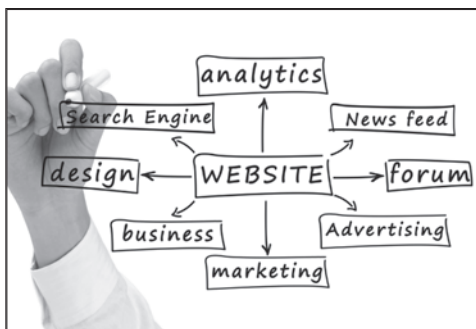 analytics
Search Engine
News feed
design
WEBSITE
forum
business
Advertising
marketing